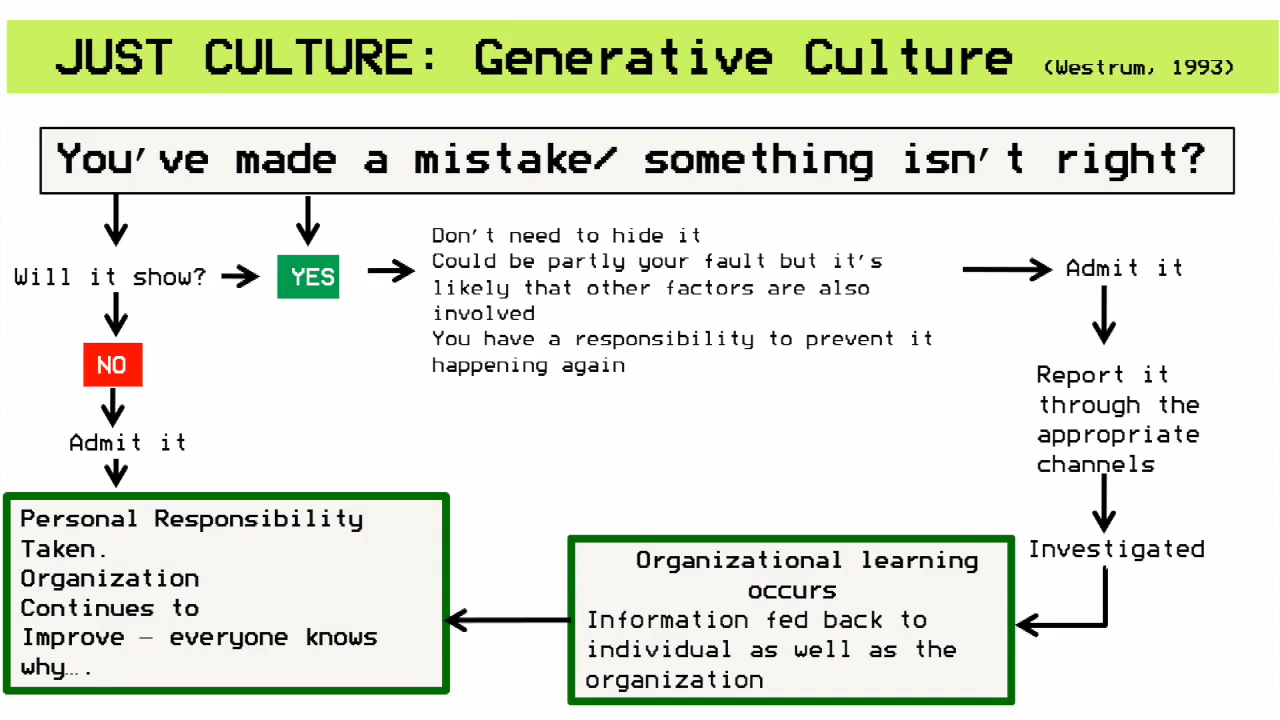 JUST CULTURE: Generative Culture (Westrum, 1993)
You've made a mistake/ something isn't right?
Will it show?
YES
Don't need to hide it
Could be partly your fault but it's
likely that other factors are also
involved
You have a responsibility to prevent it
happening again
Admit it
NO
Report it
through the
appropriate
channels
Admit it
Personal Responsibility
Taken.
Organization
Continues to
Improve – everyone knows
why….
Organizational learning
occurs
Information fed back to
individual as well as the
organization
Investigated